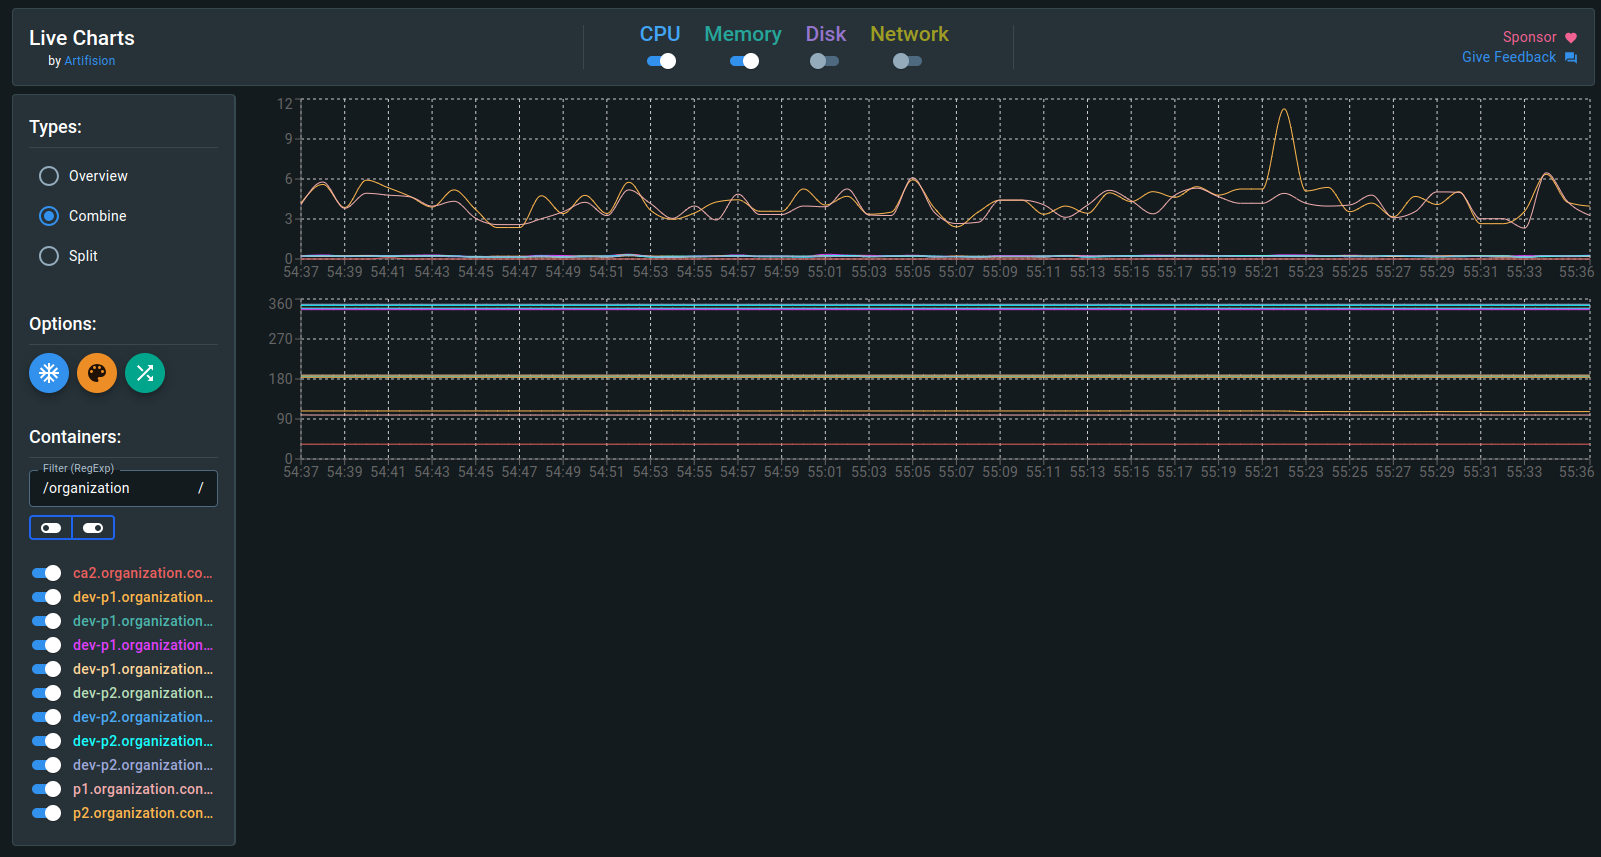 Live Charts
by Artifision
CPU Memory Disk Network
Sponsor
Give Feedback
Types:
Overview
Combine
Split
Options:
Containers:
Filter (RegExp)
/organization /
ca2.organization.co...
dev-p1.organization...
dev-p1.organization...
dev-p1.organization...
dev-p1.organization...
dev-p2.organization...
dev-p2.organization...
dev-p2.organization...
dev-p2.organization...
p1.organization.con...
p2.organization.con...
12
9
6
3
0
54:37 54:39 54:41 54:43 54:45 54:47 54:49 54:51 54:53 54:55 54:57 54:59 55:01 55:03 55:05 55:07 55:09 55:11 55:13 55:15 55:17 55:19 55:21 55:23 55:25 55:27 55:29 55:31 55:33 55:36
360
270
180
90
0
54:37 54:39 54:41 54:43 54:45 54:47 54:49 54:51 54:53 54:55 54:57 54:59 55:01 55:03 55:05 55:07 55:09 55:11 55:13 55:15 55:17 55:19 55:21 55:23 55:25 55:27 55:29 55:31 55:33 55:36